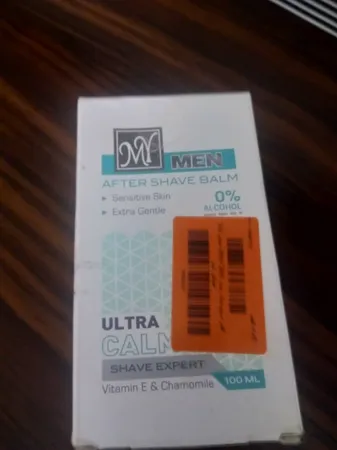 MY MEN
AFTER SHAVE BALM
▸ Sensitive Skin
▸ Extra Gentle
0%
ALCOHOL
ULTRA
CALM
SHAVE EXPERT
Vitamin E & Chamomile
100 ML